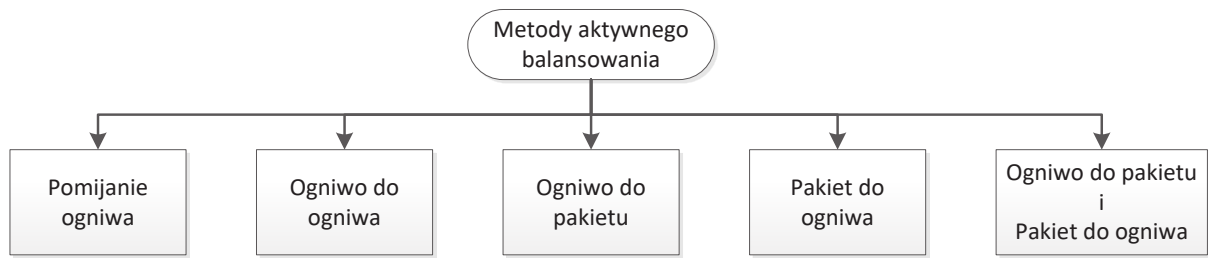 Metody aktywnego
balansowania
Pomijanie
ogniwa
Ogniwo do
ogniwa
Ogniwo do
pakietu
Pakiet do
ogniwa
Ogniwo do pakietu
i
Pakiet do ogniwa